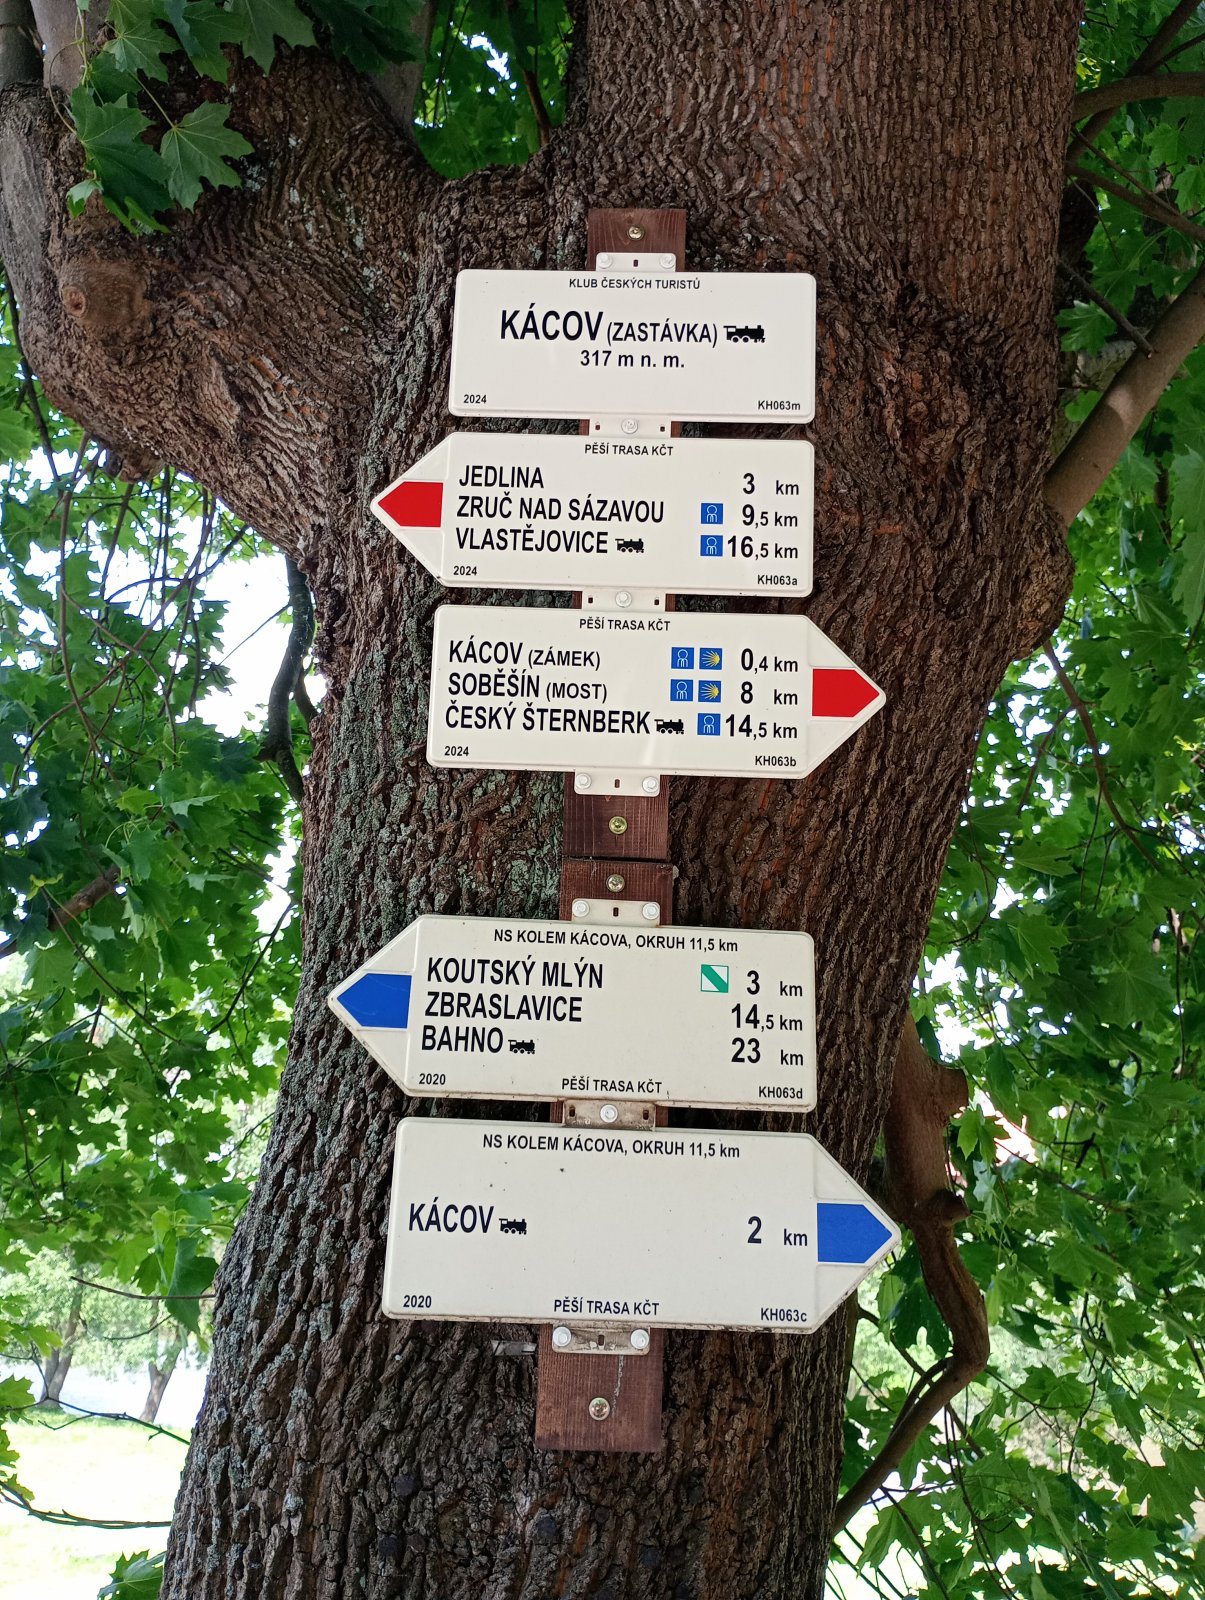 KLUB ČESKÝCH TURISTŮ
KÁCOV (ZASTÁVKA)
317 m n. m.
2024 KH063m
PĚŠÍ TRASA KČT
JEDLINA 3 km
ZRUČ NAD SÁZAVOU 9,5 km
VLASTĚJOVICE 16,5 km
2024 KH063a
PĚŠÍ TRASA KČT
KÁCOV (ZÁMEK) 0,4 km
SOBĚŠÍN (MOST) 8 km
ČESKÝ ŠTERNBERK 14,5 km
2024 KH063b
NS KOLEM KÁCOVA, OKRUH 11,5 km
KOUTSKÝ MLÝN 3 km
ZBRASLAVICE 14,5 km
BAHNO 23 km
2020 PĚŠÍ TRASA KČT KH063d
NS KOLEM KÁCOVA, OKRUH 11,5 km
KÁCOV 2 km
2020 PĚŠÍ TRASA KČT KH063c